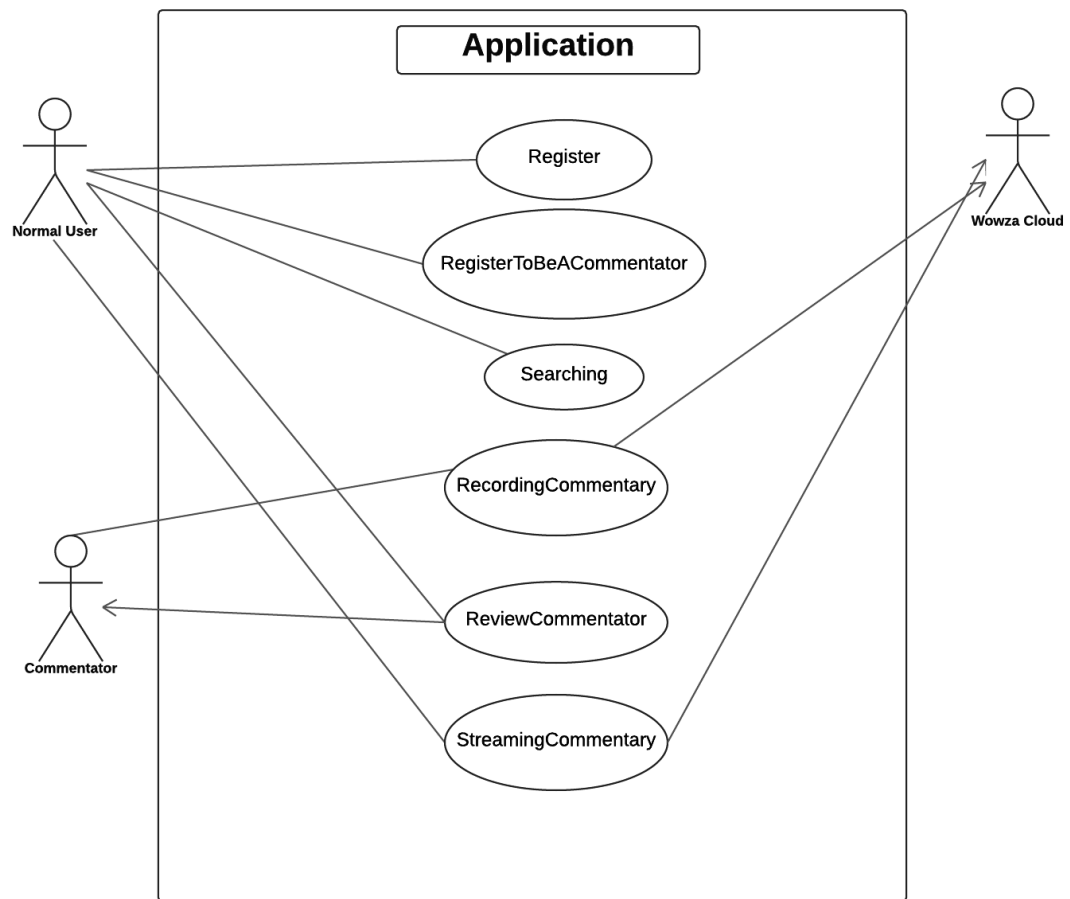 Application
Register
Normal User
Wowza Cloud
RegisterToBeACommentator
Searching
RecordingCommentary
ReviewCommentator
Commentator
StreamingCommentary